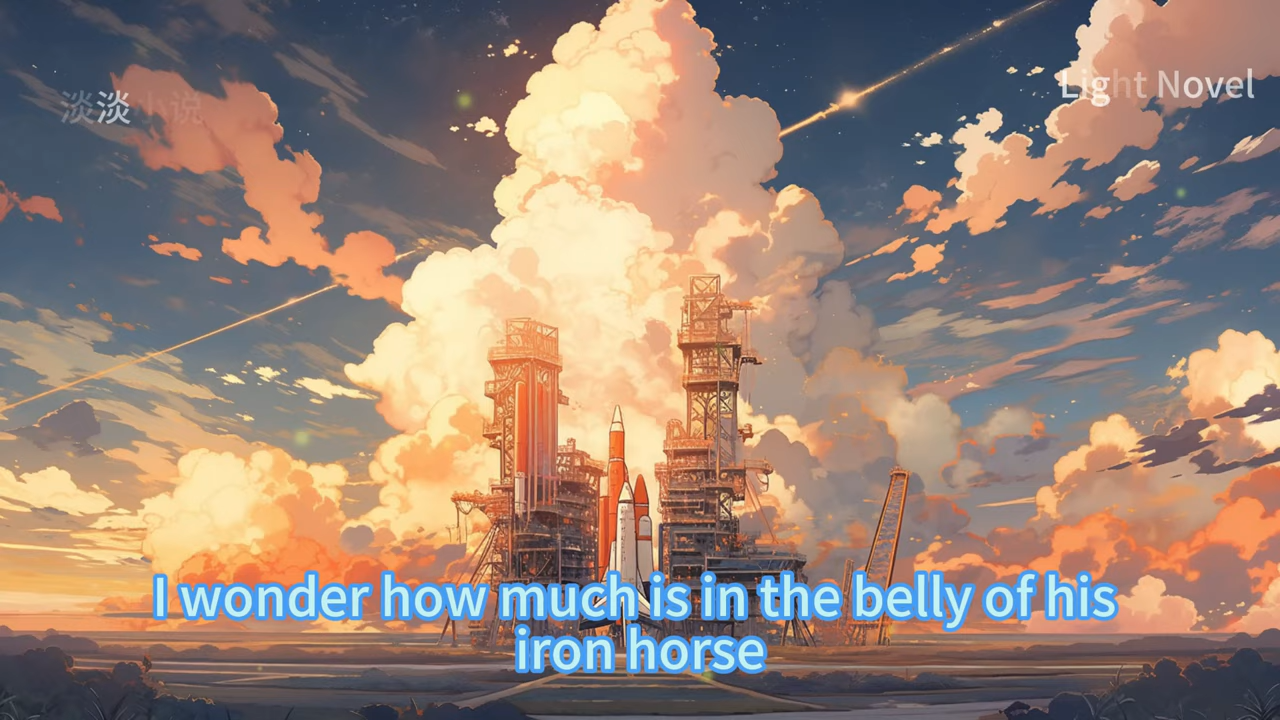 淡淡小说
Light Novel
I wonder how much is in the belly of his
iron horse